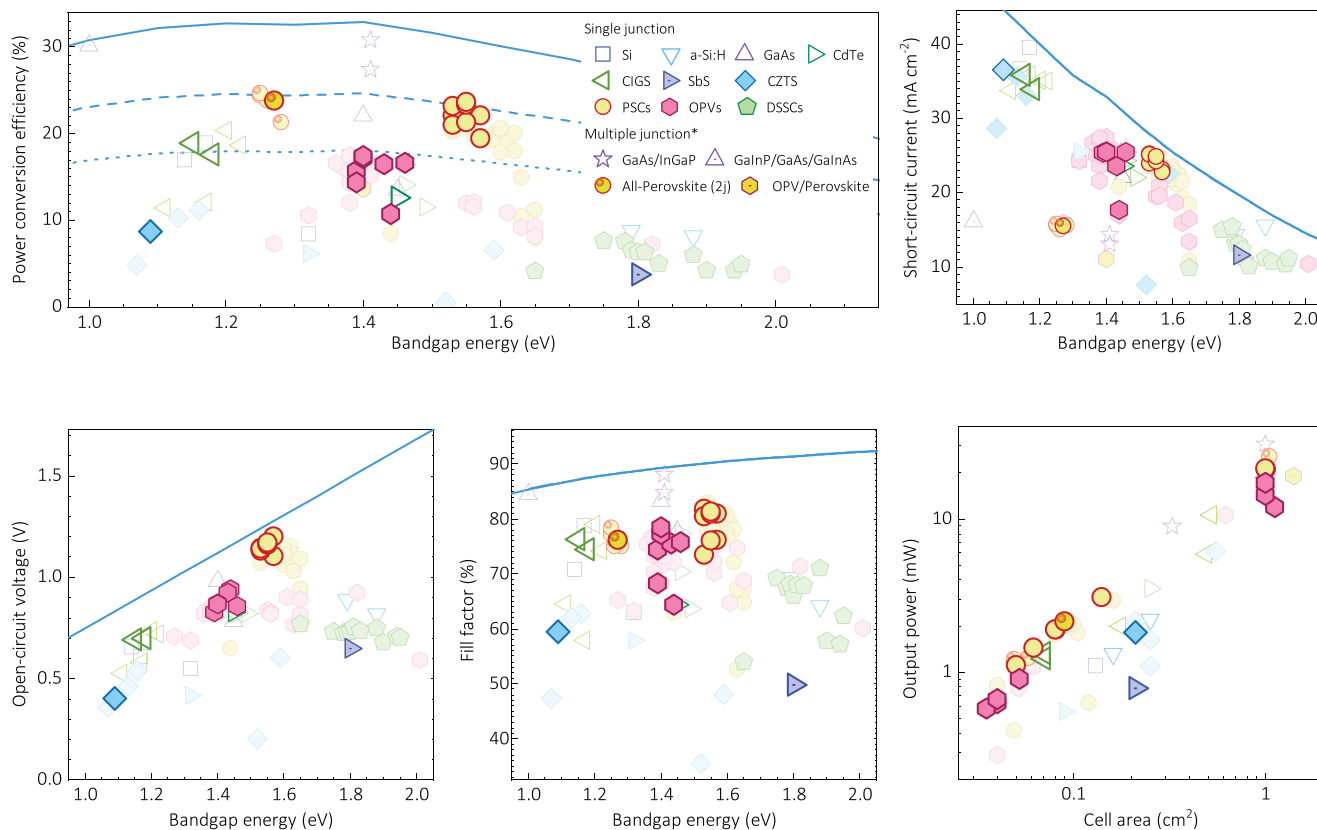 Power conversion efficiency (%)
30
20
10
0
1.0 1.2 1.4 1.6 1.8 2.0
Bandgap energy (eV)
Single junction
Si a-Si:H GaAs CdTe
CIGS SbS CZTS
PSCs OPVs DSSCs
Multiple junction*
GaAs/InGaP GaInP/GaAs/GaInAs
All-Perovskite (2j) OPV/Perovskite
Short-circuit current (mA cm-2)
40
30
20
10
1.0 1.2 1.4 1.6 1.8 2.0
Bandgap energy (eV)
Open-circuit voltage (V)
1.5
1.0
0.5
0.0
1.0 1.2 1.4 1.6 1.8 2.0
Bandgap energy (eV)
Fill factor (%)
90
80
70
60
50
40
1.0 1.2 1.4 1.6 1.8 2.0
Bandgap energy (eV)
Output power (mW)
10
1
0.1 1
Cell area (cm2)